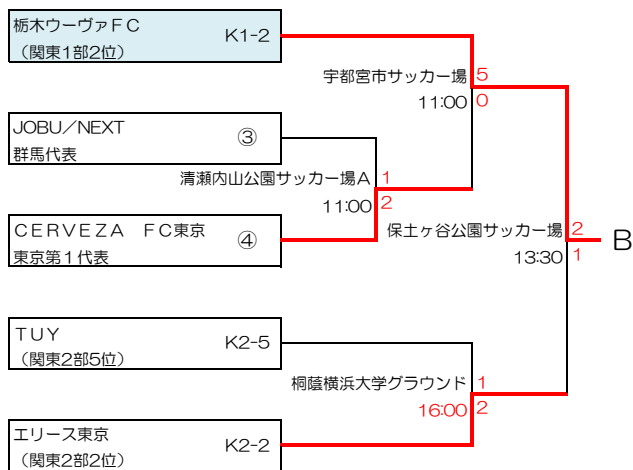 栃木ウーヴァＦＣ
（関東1部2位）
K1-2
宇都宮市サッカー場
5
11:00
0
JOBU／NEXT
群馬代表
③
清瀬内山公園サッカー場A
1
11:00
2
ＣＥＲＶＥＺＡ　ＦＣ東京
東京第１代表
④
保土ヶ谷公園サッカー場
2
13:30
1
B
ＴＵＹ
（関東2部5位）
K2-5
桐蔭横浜大学グラウンド
1
16:00
2
エリース東京
（関東2部2位）
K2-2